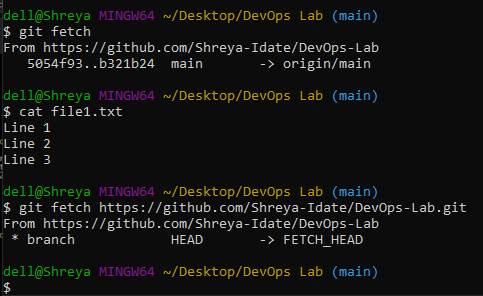 dell@Shreya MINGW64 ~/Desktop/DevOps Lab (main)
$ git fetch
From https://github.com/Shreya-Idate/DevOps-Lab
   5054f93..b321b24  main       -> origin/main
dell@Shreya MINGW64 ~/Desktop/DevOps Lab (main)
$ cat file1.txt
Line 1
Line 2
Line 3
dell@Shreya MINGW64 ~/Desktop/DevOps Lab (main)
$ git fetch https://github.com/Shreya-Idate/DevOps-Lab.git
From https://github.com/Shreya-Idate/DevOps-Lab
 * branch            HEAD       -> FETCH_HEAD
dell@Shreya MINGW64 ~/Desktop/DevOps Lab (main)
$